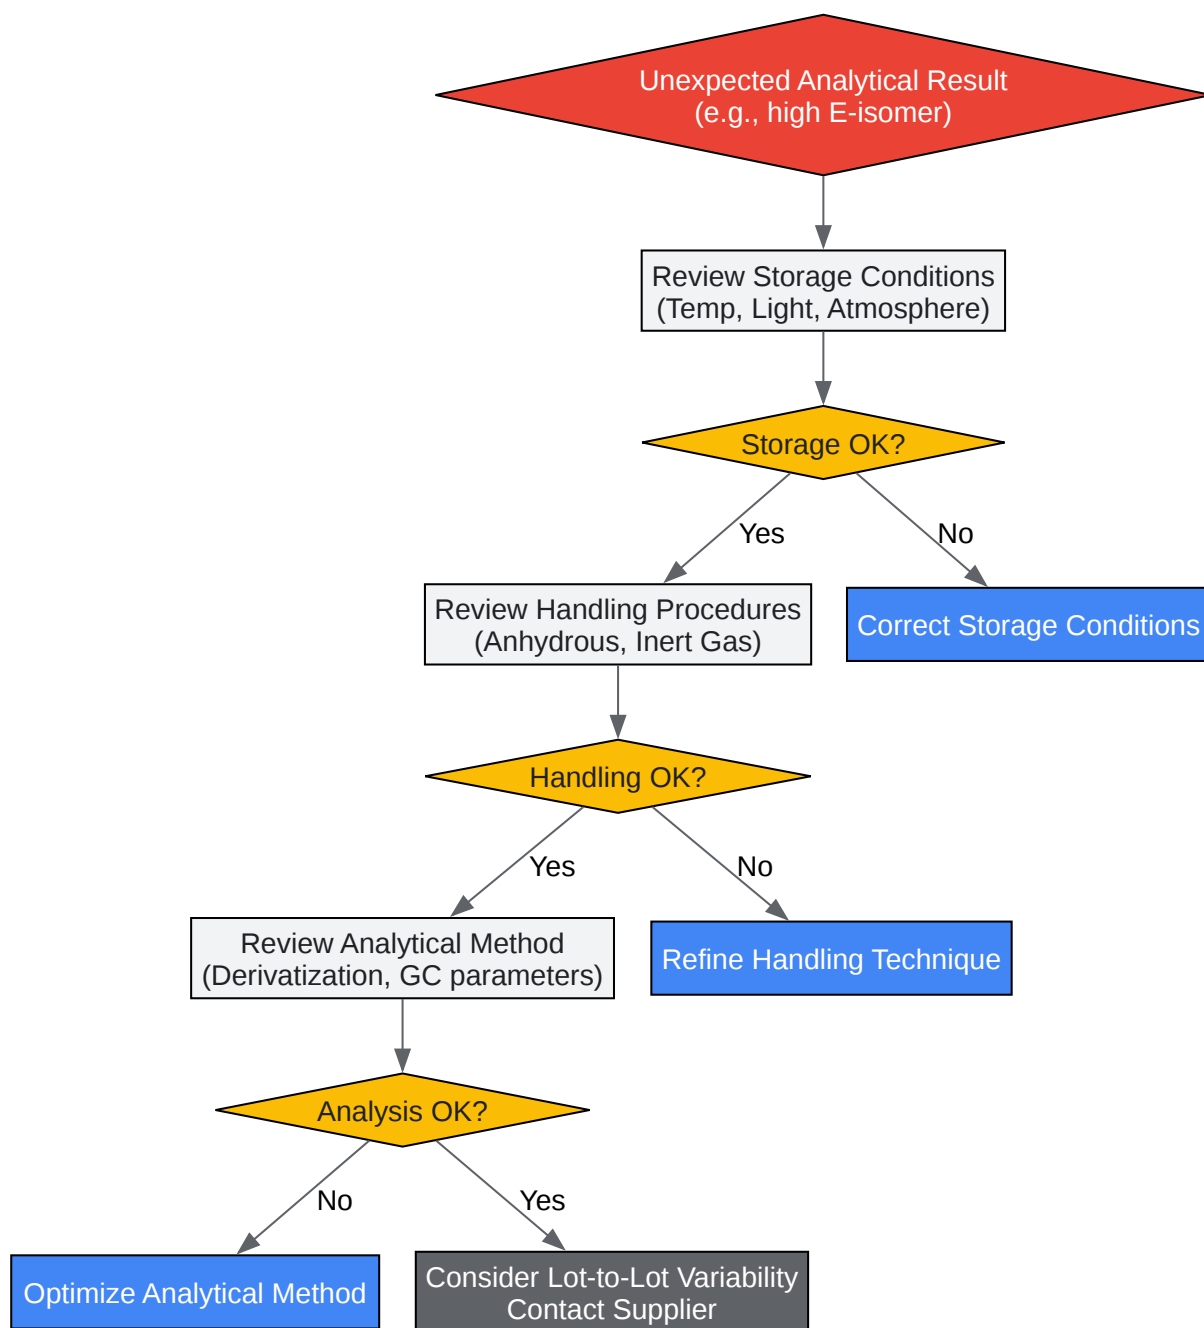 Unexpected Analytical Result
(e.g., high E-isomer)
Review Storage Conditions
(Temp, Light, Atmosphere)
Storage OK?
Yes
No
Review Handling Procedures
(Anhydrous, Inert Gas)
Correct Storage Conditions
Handling OK?
Yes
No
Review Analytical Method
(Derivatization, GC parameters)
Refine Handling Technique
Analysis OK?
No
Yes
Optimize Analytical Method
Consider Lot-to-Lot Variability
Contact Supplier